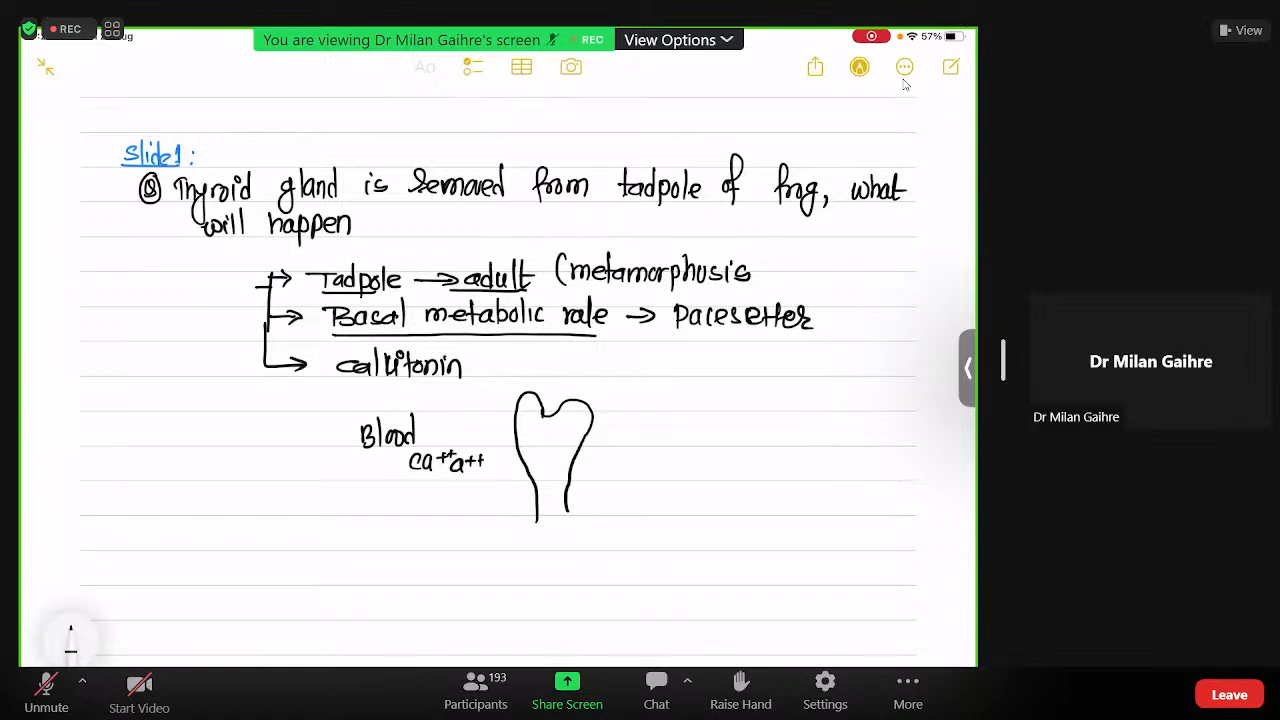 REC
You are viewing Dr Milan Gaihre's screen
REC
View Options
57%
View
Aa
Slide1:
Thyroid gland is removed from tadpole of frog, what
will happen
Tadpole → adult (metamorphosis
Basal metabolic rate → Pacesetter
calcitonin
Blood
Ca++a++
Dr Milan Gaihre
Dr Milan Gaihre
Unmute
Start Video
Participants
193
Share Screen
Chat
Raise Hand
Settings
More
Leave